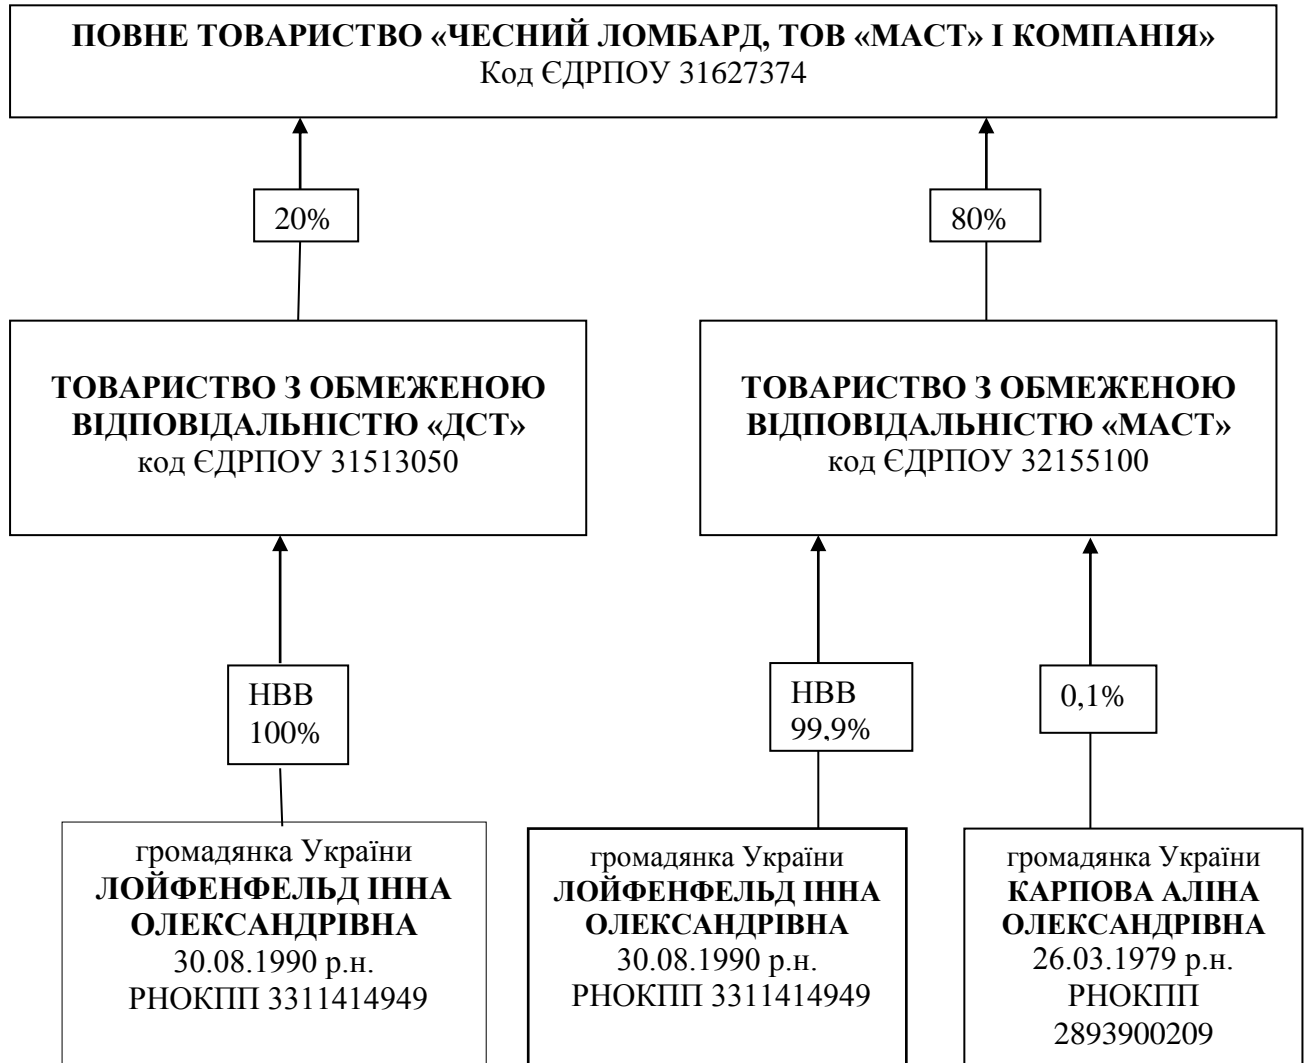 ПОВНЕ ТОВАРИСТВО «ЧЕСНИЙ ЛОМБАРД, ТОВ «МАСТ» І КОМПАНІЯ»
Код ЄДРПОУ 31627374
20%
80%
ТОВАРИСТВО З ОБМЕЖЕНОЮ
ВІДПОВІДАЛЬНІСТЮ «ДСТ»
код ЄДРПОУ 31513050
ТОВАРИСТВО З ОБМЕЖЕНОЮ
ВІДПОВІДАЛЬНІСТЮ «МАСТ»
код ЄДРПОУ 32155100
НВВ
100%
НВВ
99,9%
0,1%
громадянка України
ЛОЙФЕНФЕЛЬД ІННА
ОЛЕКСАНДРІВНА
30.08.1990 р.н.
РНОКПП 3311414949
громадянка України
ЛОЙФЕНФЕЛЬД ІННА
ОЛЕКСАНДРІВНА
30.08.1990 р.н.
РНОКПП 3311414949
громадянка України
КАРПОВА АЛІНА
ОЛЕКСАНДРІВНА
26.03.1979 р.н.
РНОКПП
2893900209